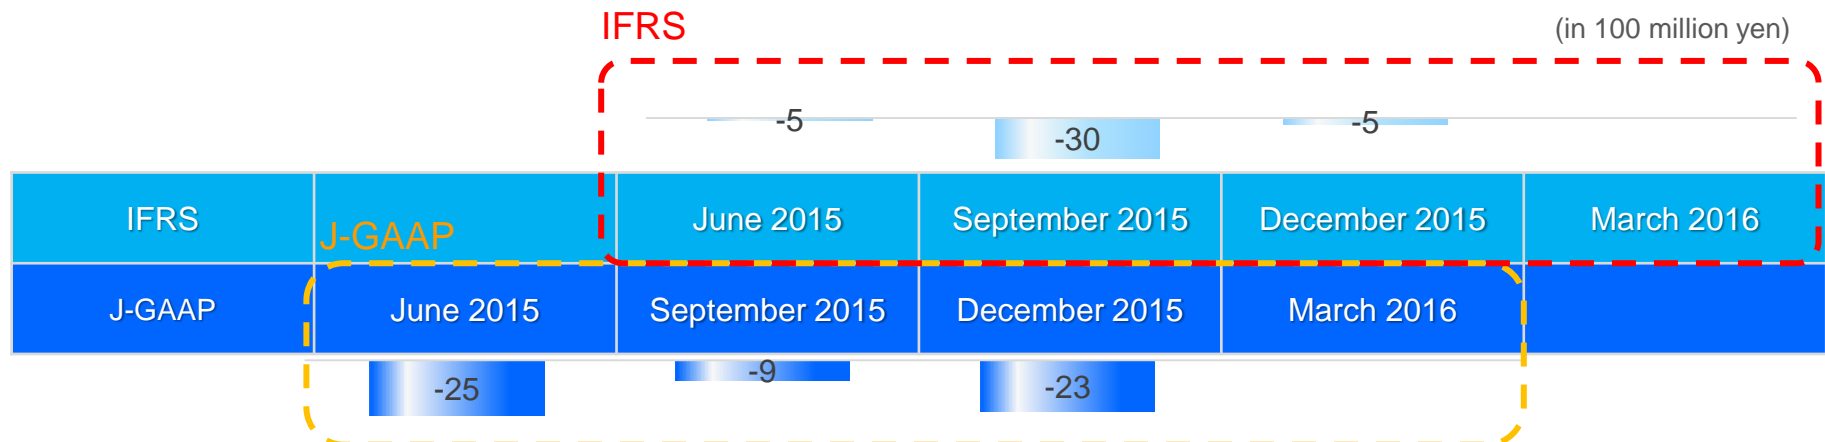 IFRS
(in 100 million yen)
-5
-30
-5
IFRS
June 2015
September 2015
December 2015
March 2016
J-GAAP
J-GAAP
June 2015
September 2015
December 2015
March 2016
-25
-9
-23